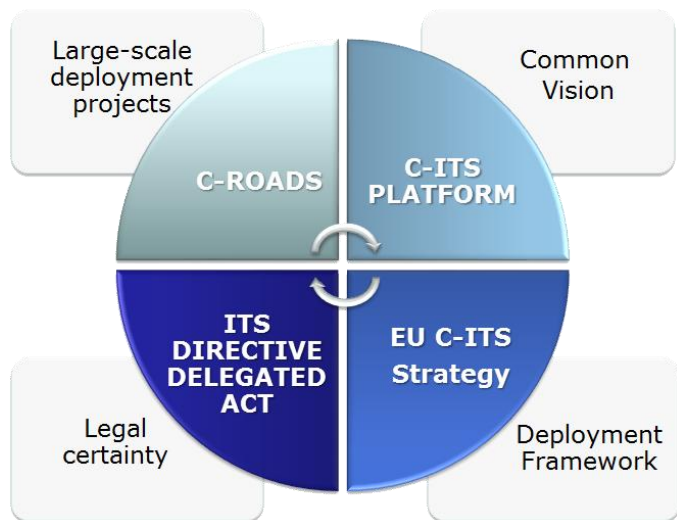 Large-scale
deployment
projects
Common
Vision
C-ROADS
C-ITS
PLATFORM
ITS
DIRECTIVE
DELEGATED
ACT
EU C-ITS
Strategy
Legal
certainty
Deployment
Framework